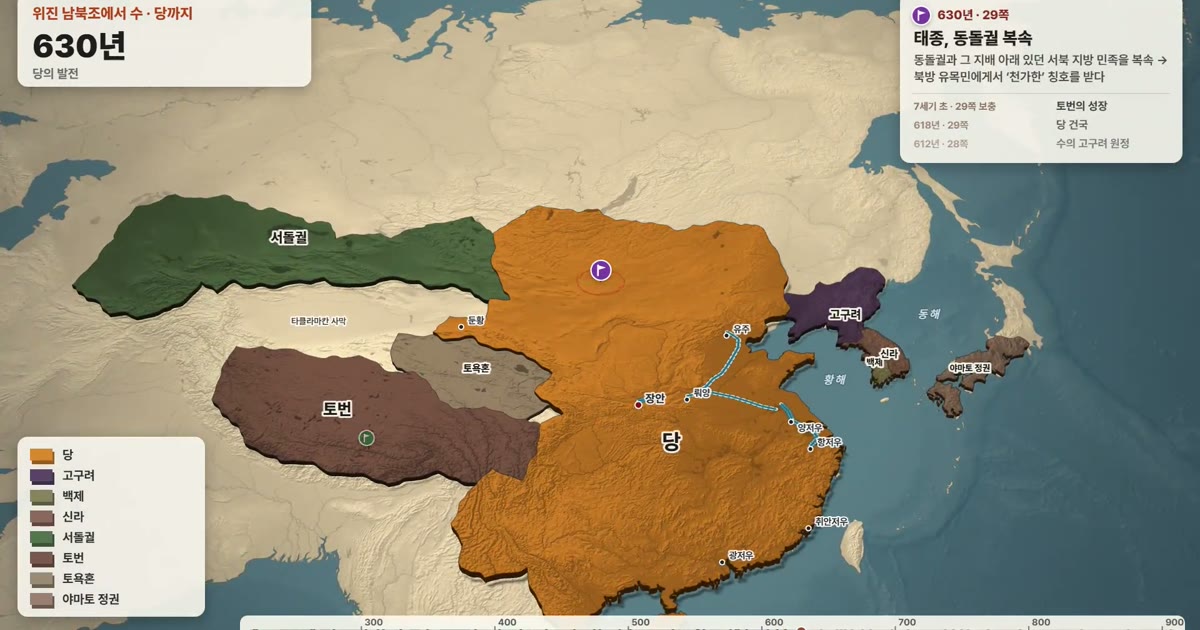 위진 남북조에서 수 · 당까지
630년
당의 발전
630년 · 29쪽
태종, 동돌궐 복속
동돌궐과 그 지배 아래 있던 서북 지방 민족을 복속 →
북방 유목민에게서 ‘천가한’ 칭호를 받다
7세기 초 · 29쪽 보충 토번의 성장
618년 · 29쪽 당 건국
612년 · 28쪽 수의 고구려 원정
서돌궐
타클라마칸 사막
둔황
토욕혼
토번
유주
장안
뤄양
당
양저우
항저우
취안저우
광저우
고구려
신라
백제
동해
황해
야마토 정권
당
고구려
백제
신라
서돌궐
토번
토욕혼
야마토 정권
300 400 500 600 700 800 900